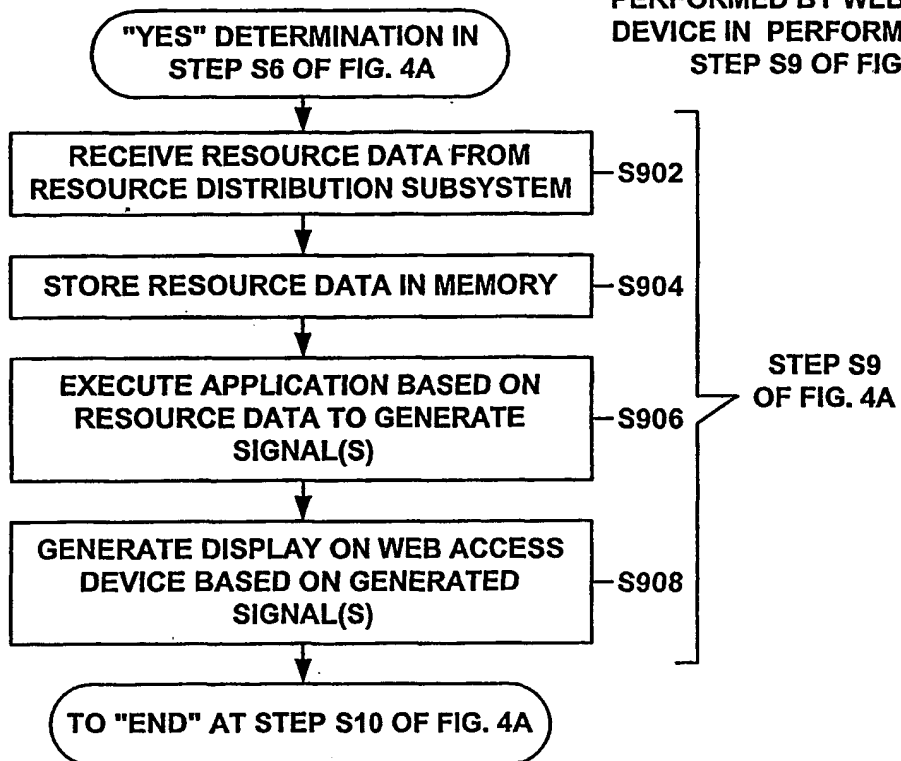 PERFORMED BY WEB
DEVICE IN PERFORM
STEP S9 OF FIG
"YES" DETERMINATION IN
STEP S6 OF FIG. 4A
RECEIVE RESOURCE DATA FROM
RESOURCE DISTRIBUTION SUBSYSTEM
S902
STORE RESOURCE DATA IN MEMORY
S904
EXECUTE APPLICATION BASED ON
RESOURCE DATA TO GENERATE
SIGNAL(S)
S906
STEP S9
OF FIG. 4A
GENERATE DISPLAY ON WEB ACCESS
DEVICE BASED ON GENERATED
SIGNAL(S)
S908
TO "END" AT STEP S10 OF FIG. 4A